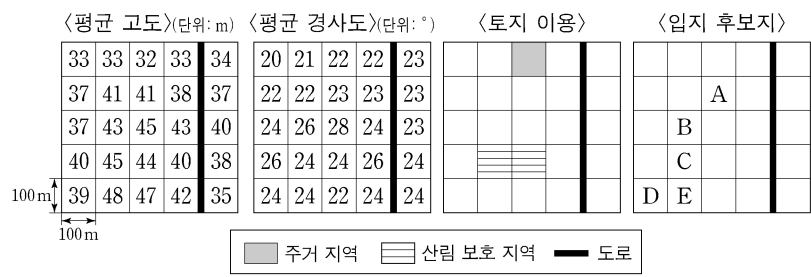 〈평균 고도〉(단위: m) 〈평균 경사도〉(단위: °) 〈토지 이용〉 〈입지 후보지〉
33 33 32 33 34 20 21 22 22 23
37 41 41 38 37 22 22 23 23 23 A
37 43 45 43 40 24 26 28 24 23 B
40 45 44 40 38 26 24 24 26 24 C
100m 39 48 47 42 35 24 24 22 24 24 D E
100m
주거 지역 산림 보호 지역 도로